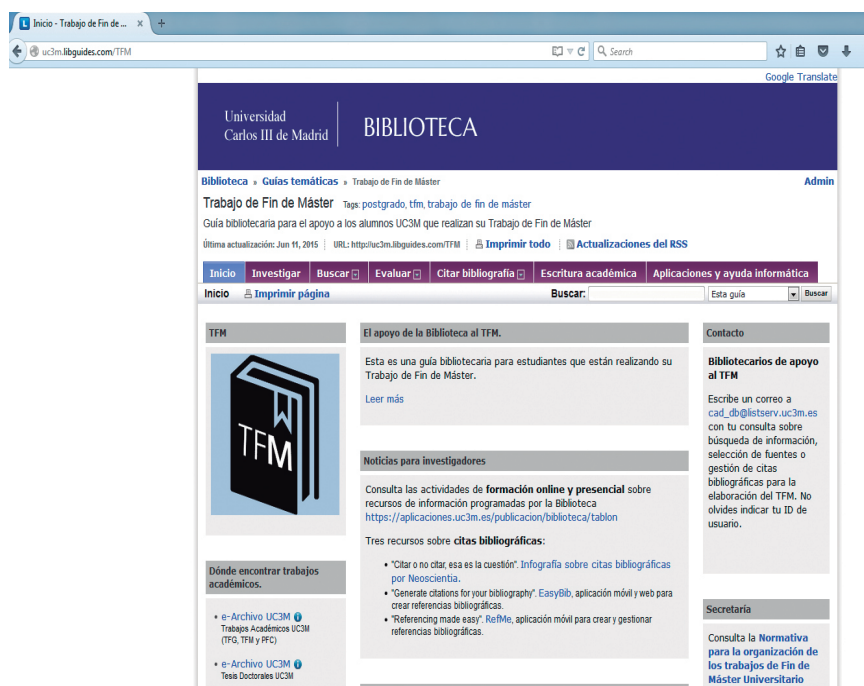 Inicio - Trabajo de Fin de ...
uc3m.libguides.com/TFM
Search
Google Translate
Universidad
Carlos III de Madrid
BIBLIOTECA
Biblioteca » Guías temáticas » Trabajo de Fin de Máster
Admin
Trabajo de Fin de Máster Tags: postgrado, tfm, trabajo de fin de máster
Guía bibliotecaria para el apoyo a los alumnos UC3M que realizan su Trabajo de Fin de Máster
Última actualización: Jun 11, 2015 URL: http://uc3m.libguides.com/TFM Imprimir todo Actualizaciones del RSS
Inicio Investigar Buscar Evaluar Citar bibliografía Escritura académica Aplicaciones y ayuda informática
Inicio Imprimir página Buscar: Esta guía Buscar
TFM
TFM
Dónde encontrar trabajos
académicos.
• e-Archivo UC3M
Trabajos Académicos UC3M
(TFG, TFM y PFC)
• e-Archivo UC3M
Tesis Doctorales UC3M
El apoyo de la Biblioteca al TFM.
Esta es una guía bibliotecaria para estudiantes que están realizando su
Trabajo de Fin de Máster.
Leer más
Noticias para investigadores
Consulta las actividades de formación online y presencial sobre
recursos de información programadas por la Biblioteca
https://aplicaciones.uc3m.es/publicacion/biblioteca/tablon
Tres recursos sobre citas bibliográficas:
• "Citar o no citar, esa es la cuestión". Infografía sobre citas bibliográficas
por Neoscientia.
• "Generate citations for your bibliography". EasyBib, aplicación móvil y web para
crear referencias bibliográficas.
• "Referencing made easy". RefMe, aplicación móvil para crear y gestionar
referencias bibliográficas.
Contacto
Bibliotecarios de apoyo
al TFM
Escribe un correo a
cad_db@listserv.uc3m.es
con tu consulta sobre
búsqueda de información,
selección de fuentes o
gestión de citas
bibliográficas para la
elaboración del TFM. No
olvides indicar tu ID de
usuario.
Secretaría
Consulta la Normativa
para la organización de
los trabajos de Fin de
Máster Universitario